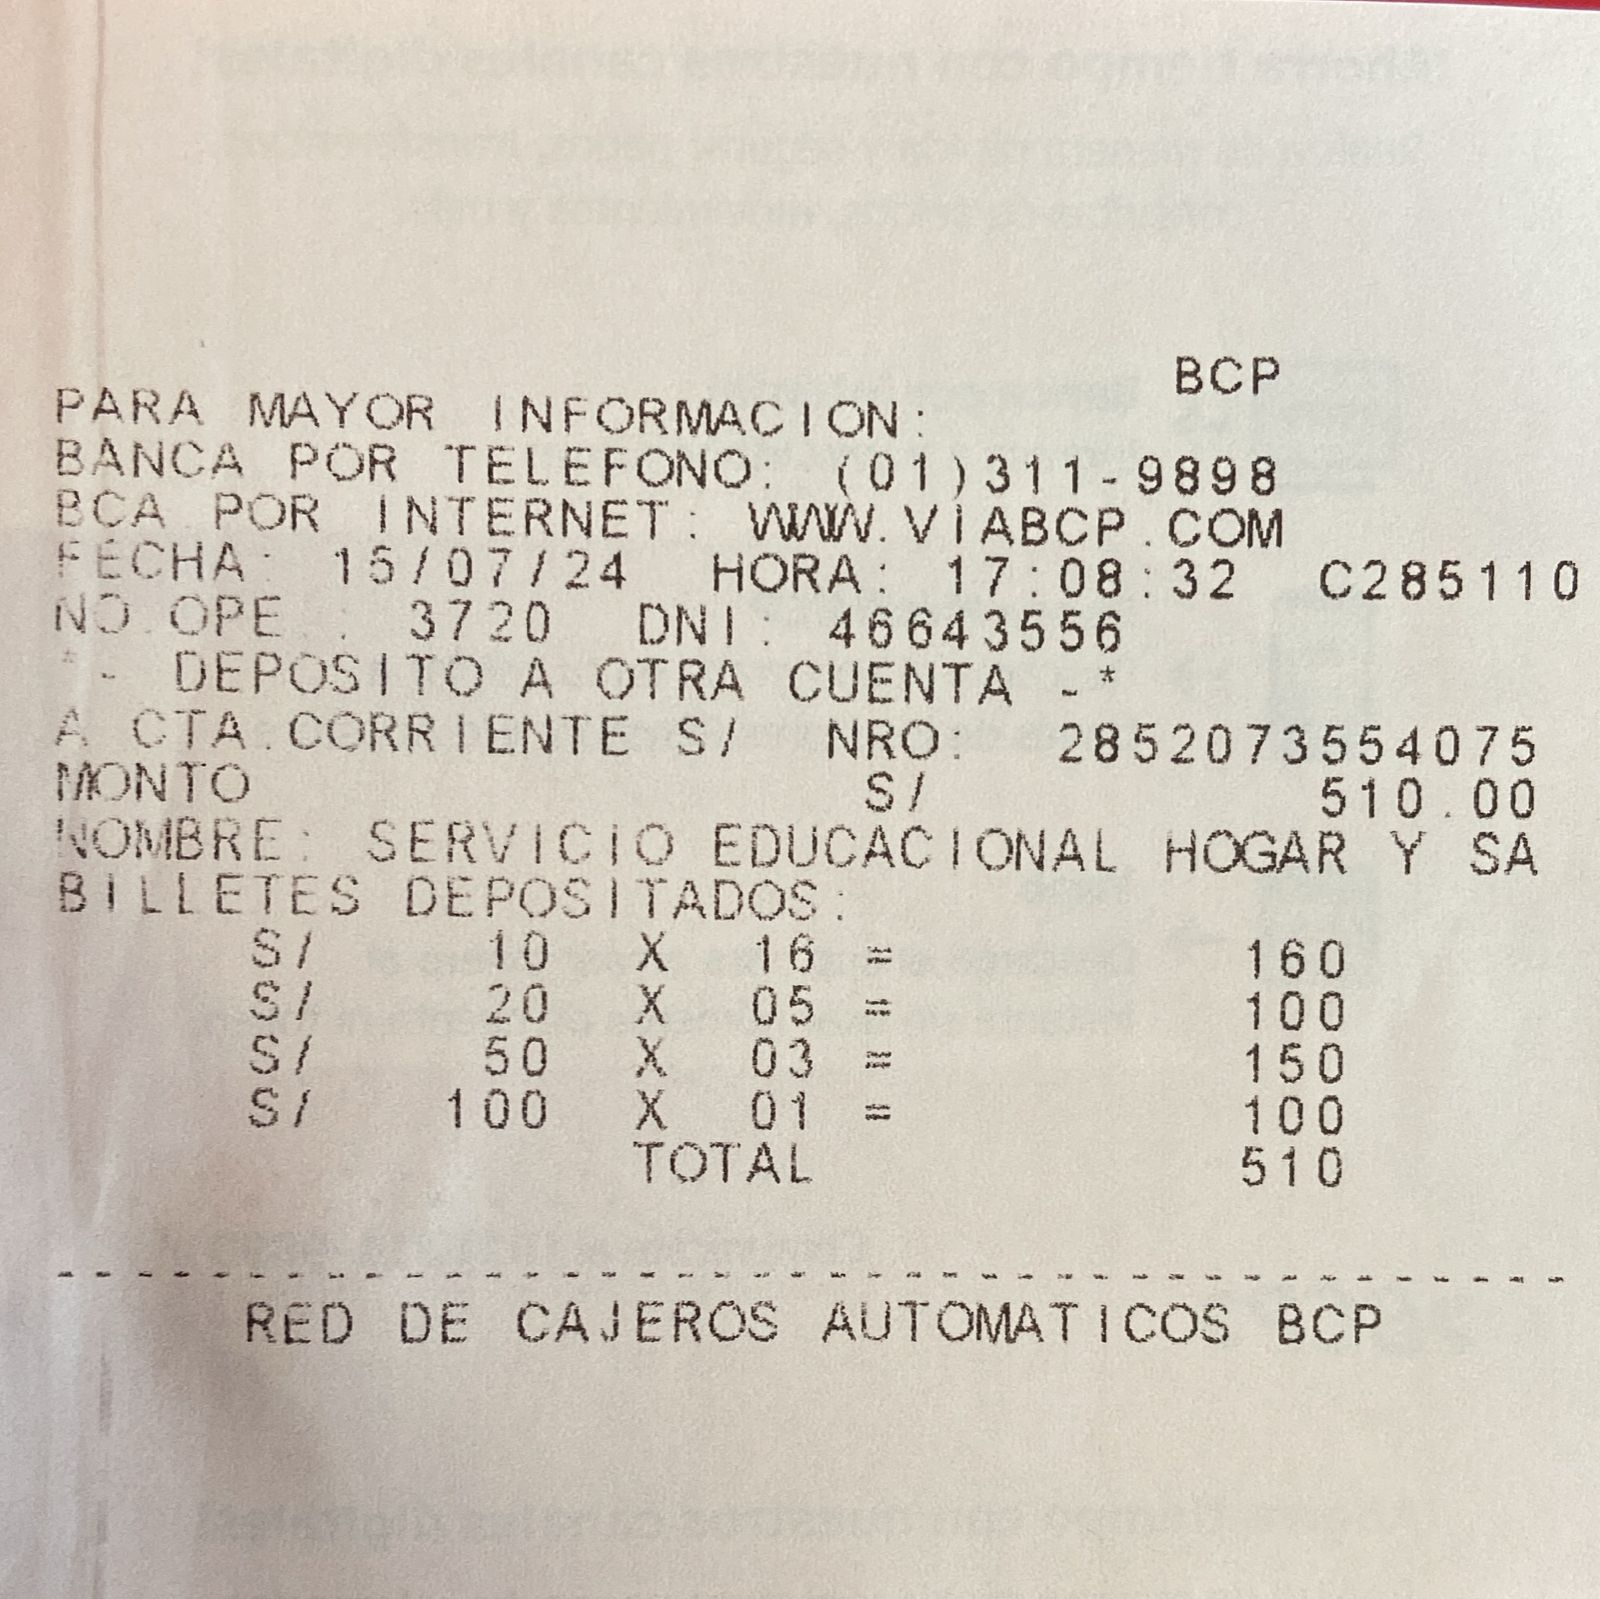 BCP
PARA MAYOR INFORMACION:
BANCA POR TELEFONO: (01)311-9898
BCA POR INTERNET: WWW.VIABCP.COM
FECHA: 15/07/24 HORA: 17:08:32 C285110
NO.OPE : 3720 DNI: 46643556
*- DEPOSITO A OTRA CUENTA -*
A CTA.CORRIENTE S/ NRO: 2852073554075
MONTO S/ 510.00
NOMBRE: SERVICIO EDUCACIONAL HOGAR Y SA
BILLETES DEPOSITADOS:
S/ 10 X 16 = 160
S/ 20 X 05 = 100
S/ 50 X 03 = 150
S/ 100 X 01 = 100
TOTAL 510
----------------------------------------
RED DE CAJEROS AUTOMATICOS BCP